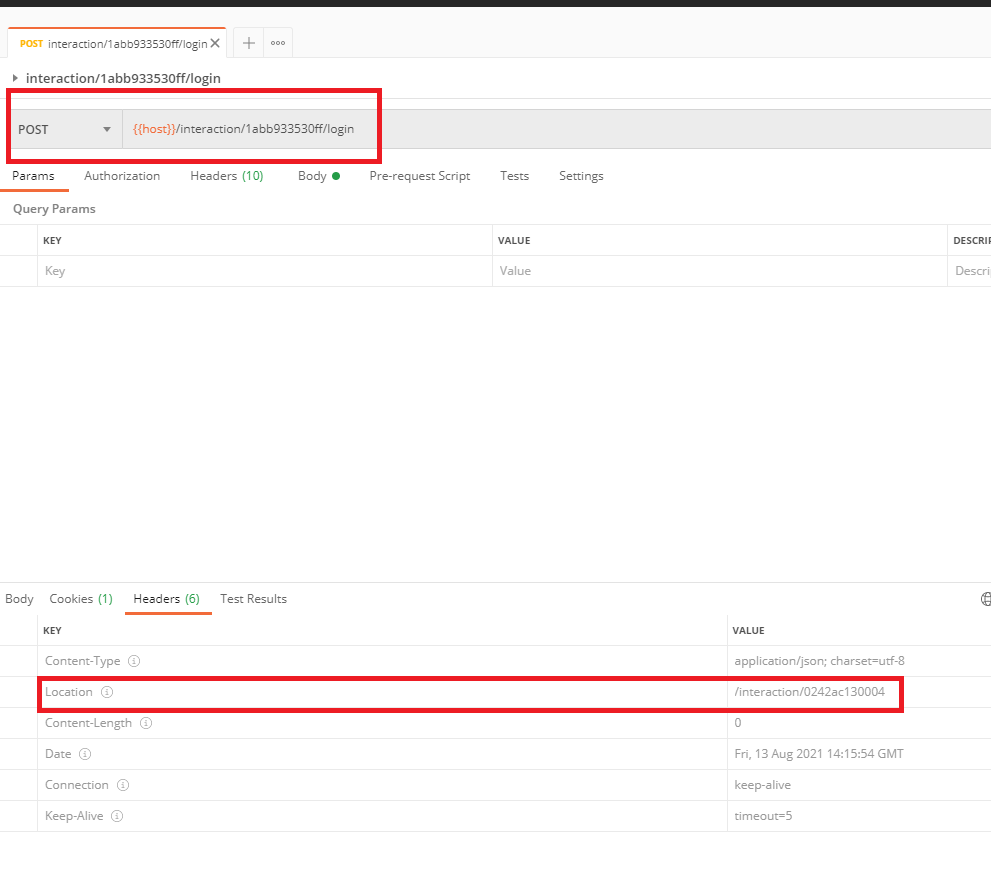 POST interaction/1abb933530ff/login
interaction/1abb933530ff/login
POST {{host}}/interaction/1abb933530ff/login
Params Authorization Headers (10) Body Pre-request Script Tests Settings
Query Params
KEY VALUE DESCRIP
Key Value Descri
Body Cookies (1) Headers (6) Test Results
KEY VALUE
Content-Type application/json; charset=utf-8
Location /interaction/0242ac130004
Content-Length 0
Date Fri, 13 Aug 2021 14:15:54 GMT
Connection keep-alive
Keep-Alive timeout=5